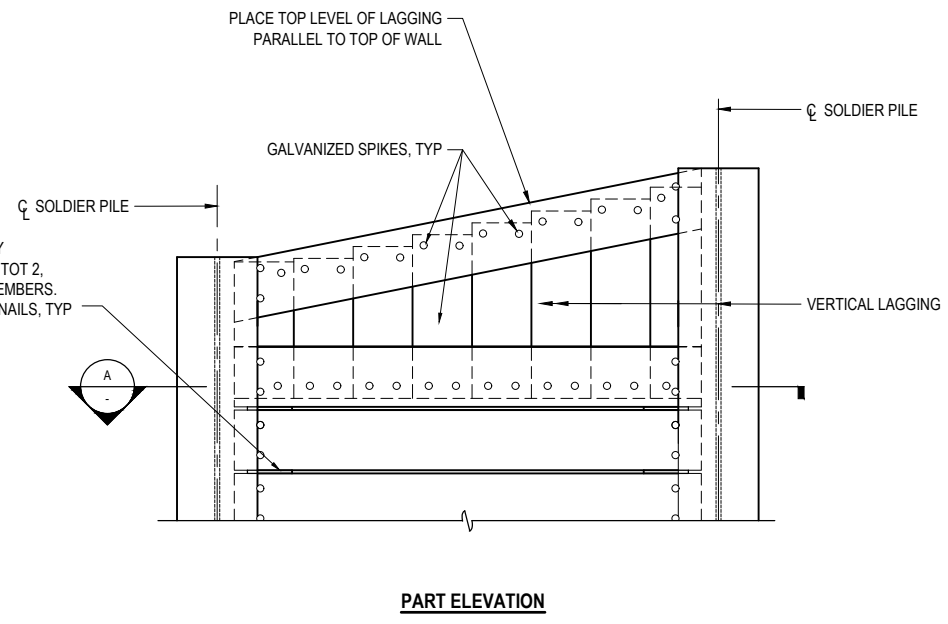 PLACE TOP LEVEL OF LAGGING
PARALLEL TO TOP OF WALL
℄ SOLDIER PILE
GALVANIZED SPIKES, TYP
℄ SOLDIER PILE
TOT 2,
EMBERS.
NAILS, TYP
VERTICAL LAGGING
A
-
PART ELEVATION